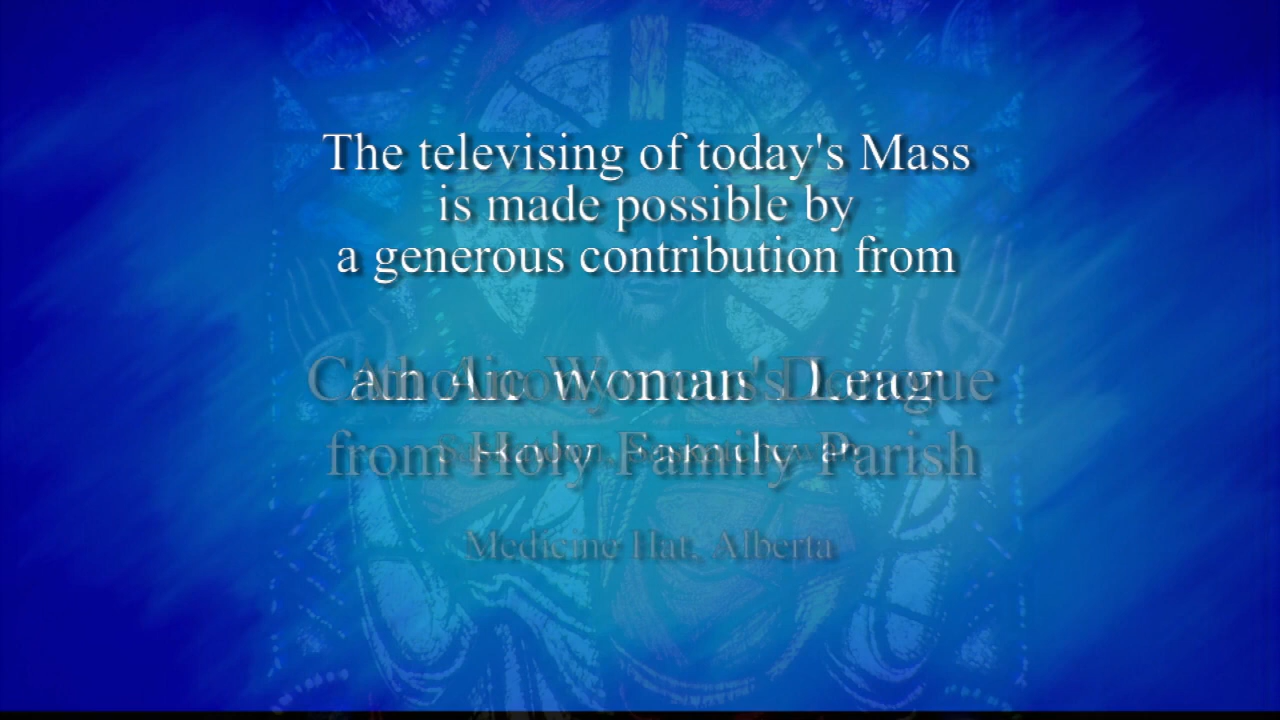 The televising of today's Mass
is made possible by
a generous contribution from
Catholic Women's League
from Holy Family Parish
Medicine Hat, Alberta